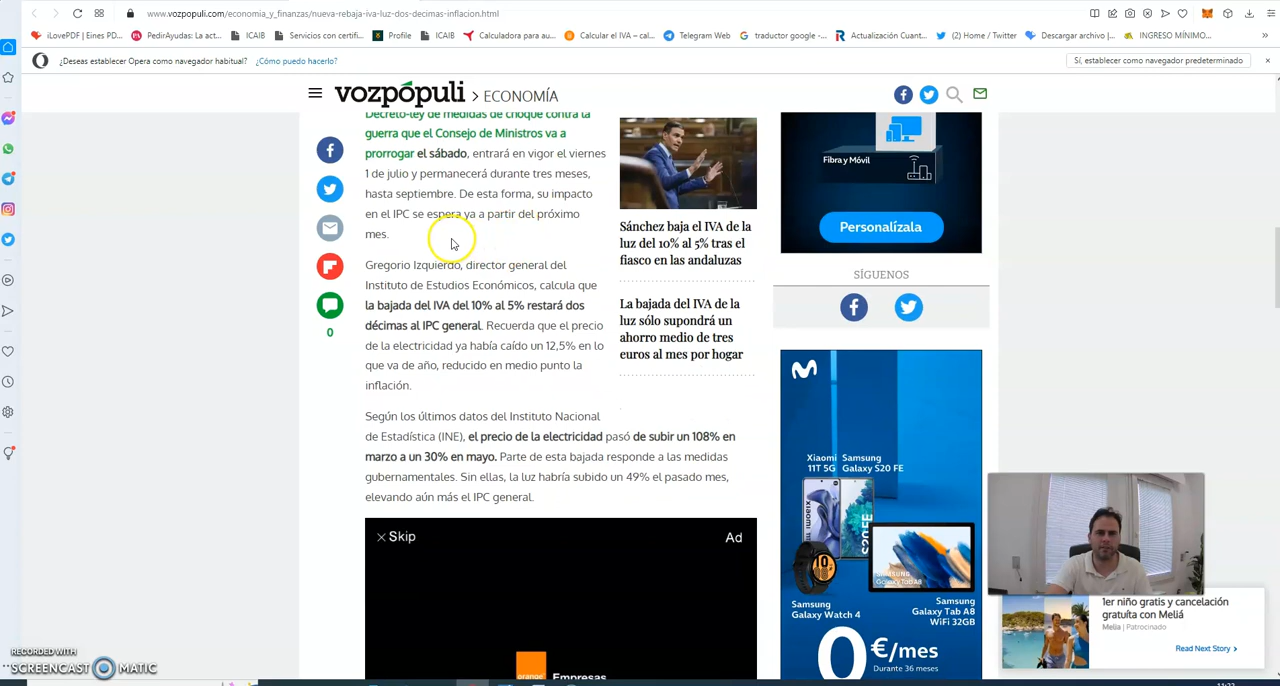 www.vozpopuli.com/economia_y_finanzas/nueva-rebaja-iva-luz-dos-decimas-inflacion.html
iLovePDF | Eines PD... PedirAyudas: La act... ICAIB Servicios con certifi... Profile ICAIB Calculadora para au... Calcular el IVA – cal... Telegram Web traductor google -... Actualización Cuant... (2) Home / Twitter Descargar archivo |... INGRESO MÍNIMO... »
¿Deseas establecer Opera como navegador habitual? ¿Cómo puedo hacerlo? Sí, establecer como navegador predeterminado
vozpópuli > ECONOMÍA
Decreto-ley de medidas de choque contra la
guerra que el Consejo de Ministros va a
prorrogar el sábado, entrará en vigor el viernes
1 de julio y permanecerá durante tres meses,
hasta septiembre. De esta forma, su impacto
en el IPC se espera ya a partir del próximo
mes.
Gregorio Izquierdo, director general del
Instituto de Estudios Económicos, calcula que
la bajada del IVA del 10% al 5% restará dos
décimas al IPC general. Recuerda que el precio
de la electricidad ya había caído un 12,5% en lo
que va de año, reducido en medio punto la
inflación.
0
Según los últimos datos del Instituto Nacional
de Estadística (INE), el precio de la electricidad pasó de subir un 108% en
marzo a un 30% en mayo. Parte de esta bajada responde a las medidas
gubernamentales. Sin ellas, la luz habría subido un 49% el pasado mes,
elevando aún más el IPC general.
Skip Ad
orange Empresas
Sánchez baja el IVA de la
luz del 10% al 5% tras el
fiasco en las andaluzas
La bajada del IVA de la
luz sólo supondrá un
ahorro medio de tres
euros al mes por hogar
Fibra y Móvil
Personalízala
SÍGUENOS
Xiaomi Samsung
11T 5G Galaxy S20 FE
Samsung
Galaxy Tab A8
Samsung
Galaxy Watch 4
Samsung
Galaxy Tab A8
WiFi 32GB
0 €/mes
Durante 36 meses
1er niño gratis y cancelación
gratuíta con Meliá
Melia | Patrocinado
Read Next Story >
RECORDED WITH
SCREENCAST MATIC
11:22